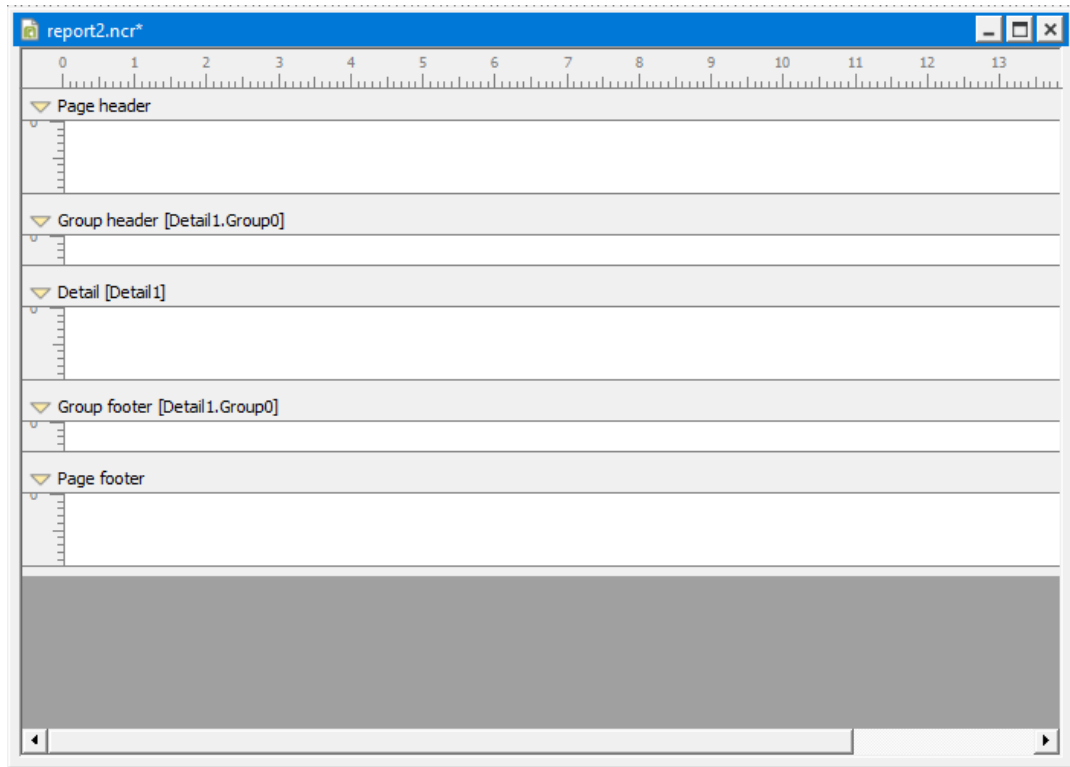 report2.ncr*
0 1 2 3 4 5 6 7 8 9 10 11 12 13
Page header
0
Group header [Detail1.Group0]
0
Detail [Detail1]
0
Group footer [Detail1.Group0]
0
Page footer
0